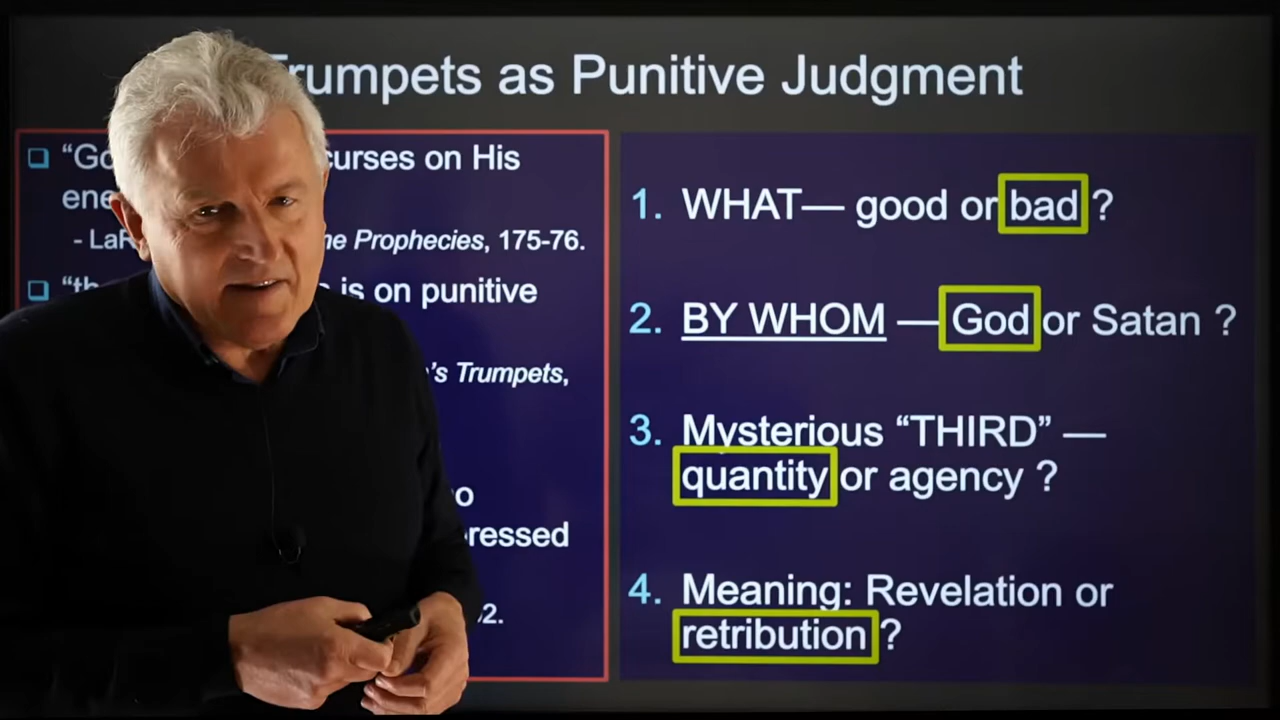 Trumpets as Punitive Judgment
❑ “Go curses on His
ene
- LaR ne Prophecies, 175-76.
❑ “th is on punitive
’s Trumpets,
ressed
2.
1. WHAT— good or bad ?
2. BY WHOM — God or Satan ?
3. Mysterious “THIRD” —
quantity or agency ?
4. Meaning: Revelation or
retribution ?